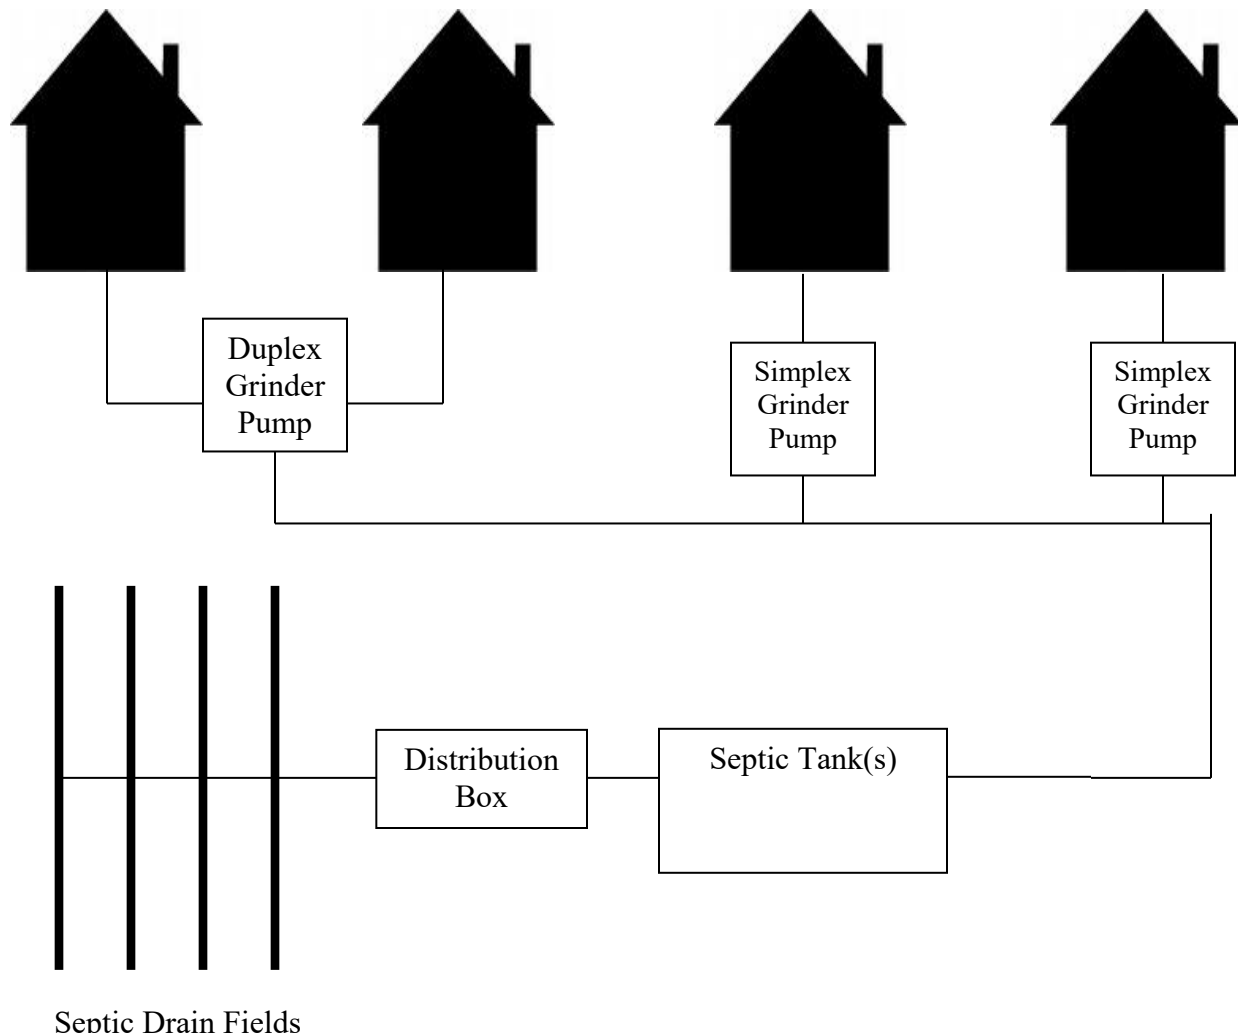 Duplex
Grinder
Pump
Simplex
Grinder
Pump
Simplex
Grinder
Pump
Distribution
Box
Septic Tank(s)
Septic Drain Fields